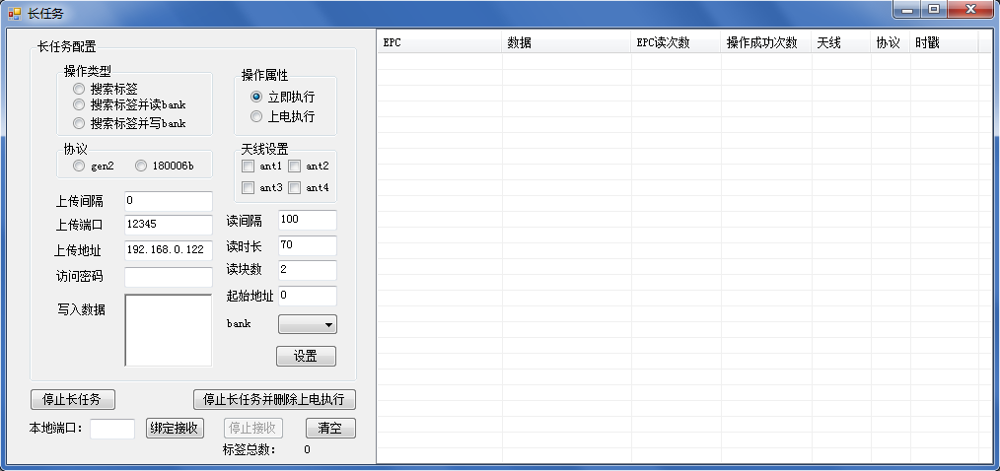 长任务
长任务配置
操作类型
搜索标签
搜索标签并读bank
搜索标签并写bank
操作属性
立即执行
上电执行
协议
gen2 180006b
天线设置
ant1 ant2
ant3 ant4
上传间隔 0
上传端口 12345
上传地址 192.168.0.122
访问密码
写入数据
读间隔 100
读时长 70
读块数 2
起始地址 0
bank
设置
停止长任务 停止长任务并删除上电执行
本地端口： 绑定接收 停止接收 清空
标签总数： 0
EPC 数据 EPC读次数 操作成功次数 天线 协议 时戳